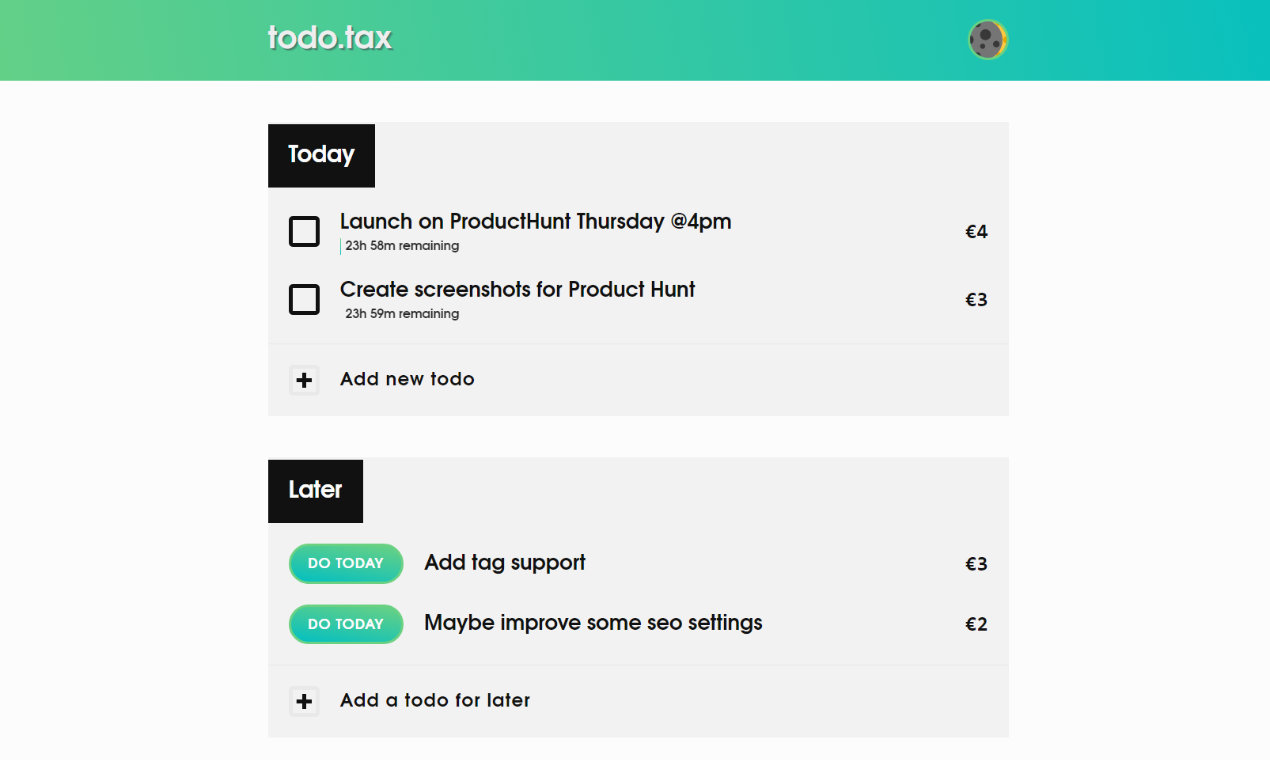 todo.tax
Today
Launch on ProductHunt Thursday @4pm
€4
23h 58m remaining
Create screenshots for Product Hunt
€3
23h 59m remaining
Add new todo
Later
DO TODAY Add tag support €3
DO TODAY Maybe improve some seo settings €2
Add a todo for later